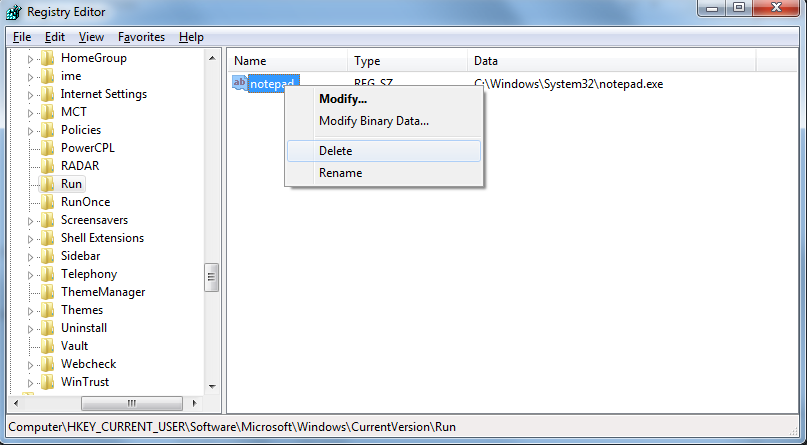 Registry Editor
File Edit View Favorites Help
HomeGroup
ime
Internet Settings
MCT
Policies
PowerCPL
RADAR
Run
RunOnce
Screensavers
Shell Extensions
Sidebar
Telephony
ThemeManager
Themes
Uninstall
Vault
Webcheck
WinTrust
Name Type Data
ab notepad REG_SZ C:\Windows\System32\notepad.exe
Modify...
Modify Binary Data...
Delete
Rename
Computer\HKEY_CURRENT_USER\Software\Microsoft\Windows\CurrentVersion\Run